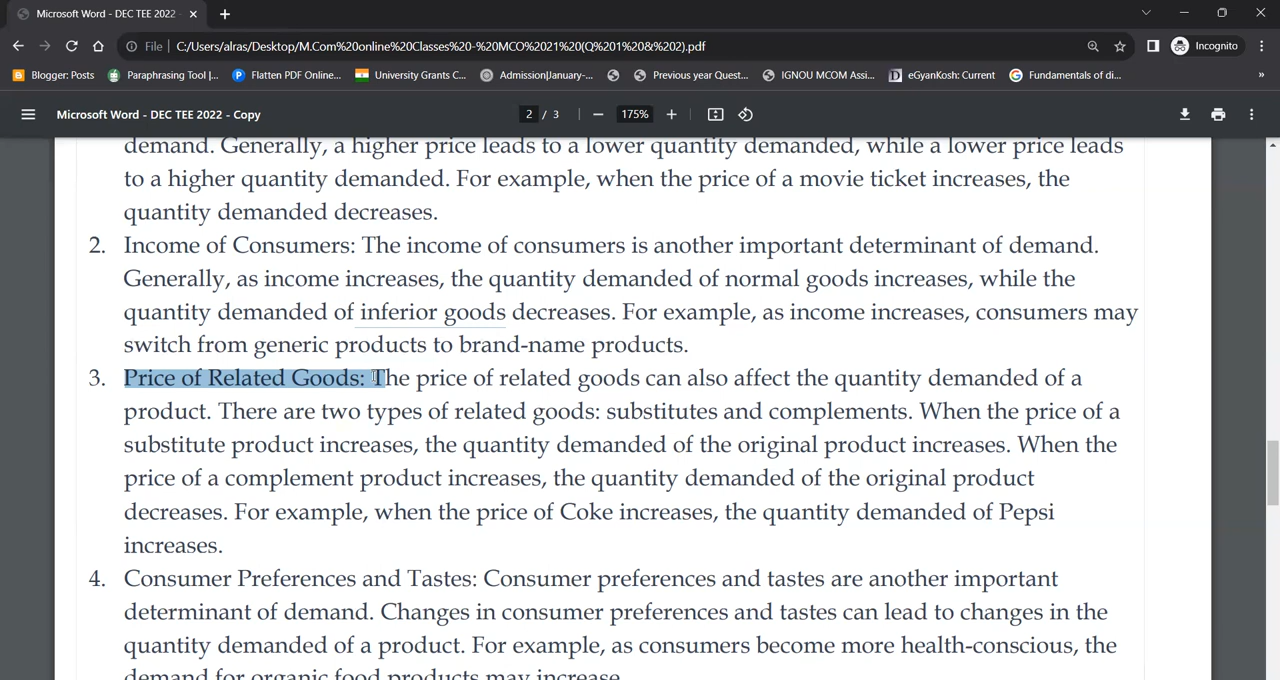 Microsoft Word - DEC TEE 2022 -
Incognito
File | C:/Users/alras/Desktop/M.Com%20online%20Classes%20-%20MCO%2021%20(Q%201%20&%202).pdf
Blogger: Posts Paraphrasing Tool |... Flatten PDF Online... University Grants C... Admission|January-... Previous year Quest... IGNOU MCOM Assi... eGyanKosh: Current Fundamentals of di... »
Microsoft Word - DEC TEE 2022 - Copy 2 / 3 175%
demand. Generally, a higher price leads to a lower quantity demanded, while a lower price leads
to a higher quantity demanded. For example, when the price of a movie ticket increases, the
quantity demanded decreases.
2. Income of Consumers: The income of consumers is another important determinant of demand.
Generally, as income increases, the quantity demanded of normal goods increases, while the
quantity demanded of inferior goods decreases. For example, as income increases, consumers may
switch from generic products to brand-name products.
3. Price of Related Goods: The price of related goods can also affect the quantity demanded of a
product. There are two types of related goods: substitutes and complements. When the price of a
substitute product increases, the quantity demanded of the original product increases. When the
price of a complement product increases, the quantity demanded of the original product
decreases. For example, when the price of Coke increases, the quantity demanded of Pepsi
increases.
4. Consumer Preferences and Tastes: Consumer preferences and tastes are another important
determinant of demand. Changes in consumer preferences and tastes can lead to changes in the
quantity demanded of a product. For example, as consumers become more health-conscious, the
demand for organic food products may increase.